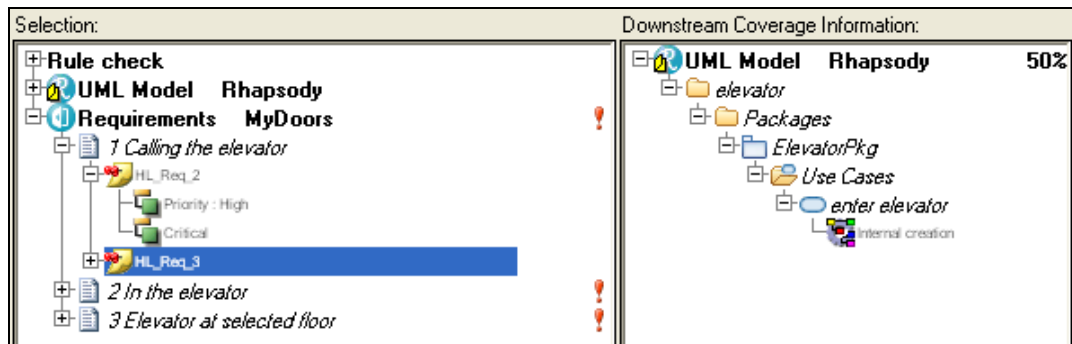 Selection:
Rule check
UML Model Rhapsody
Requirements MyDoors
1 Calling the elevator
HL_Req_2
Priority : High
Critical
HL_Req_3
2 In the elevator
3 Elevator at selected floor
Downstream Coverage Information:
UML Model Rhapsody 50%
elevator
Packages
ElevatorPkg
Use Cases
enter elevator
Internal creation